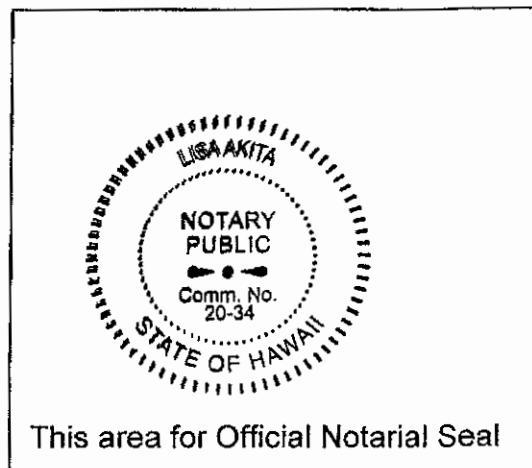 LISA AKITA
NOTARY
PUBLIC
Comm. No.
20-34
STATE OF HAWAII
This area for Official Notarial Seal